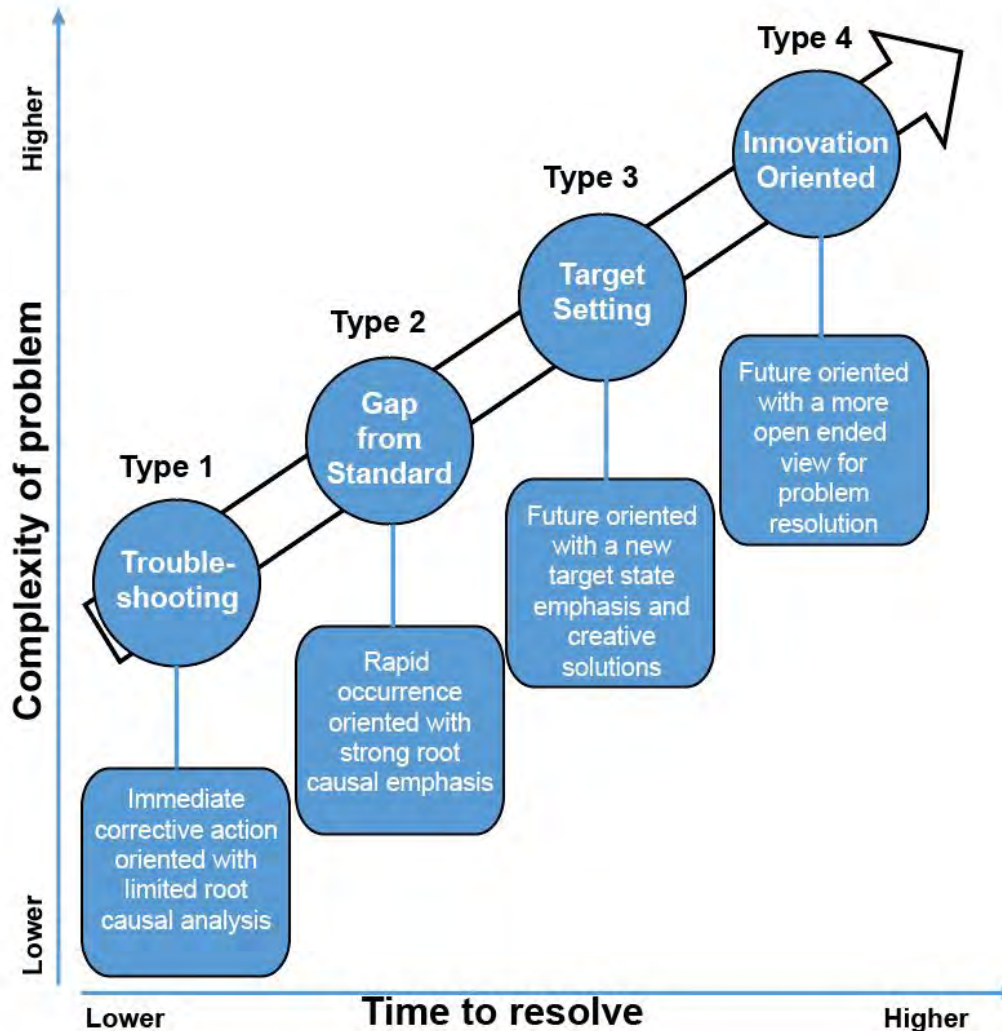 Type 4
Higher
Innovation
Oriented
Type 3
Target
Setting
Type 2
Future oriented
with a more
open ended
view for
problem
resolution
Gap
from
Standard
Type 1
Complexity of problem
Future oriented
with a new
target state
emphasis and
creative
solutions
Trouble-
shooting
Rapid
occurrence
oriented with
strong root
causal emphasis
Immediate
corrective action
oriented with
limited root
causal analysis
Lower
Lower
Time to resolve
Higher